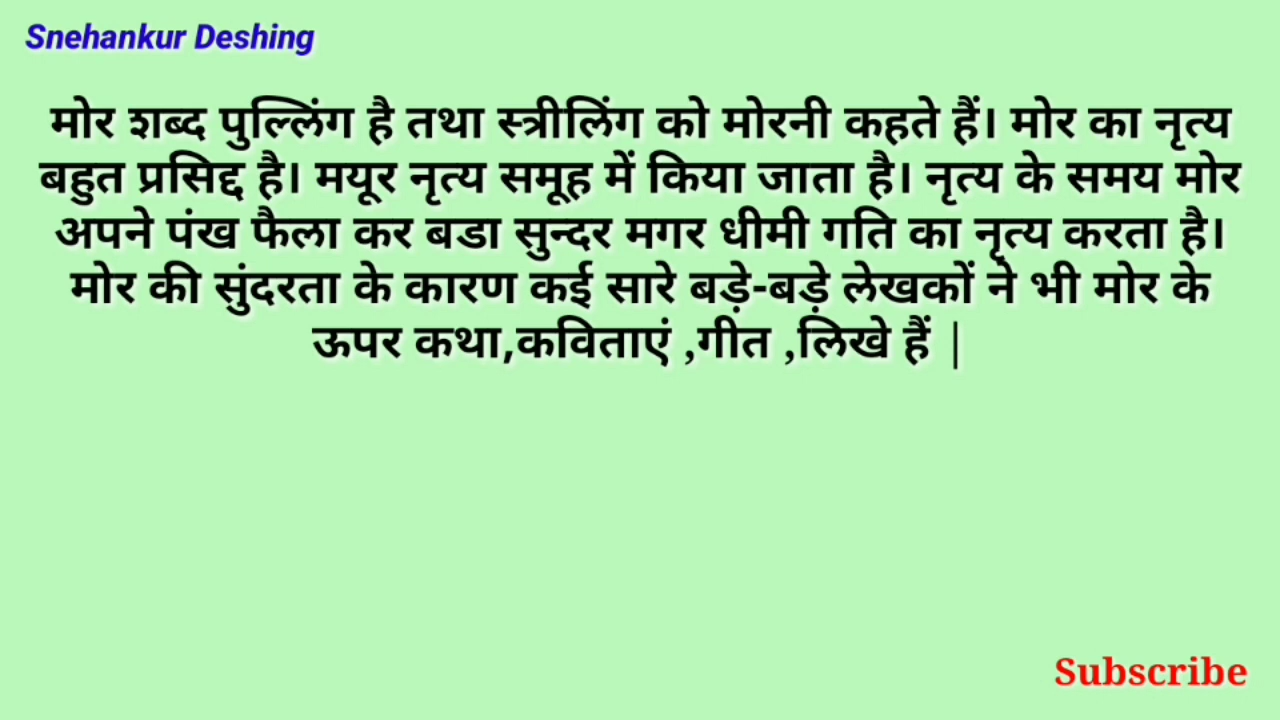 Snehankur Deshing
मोर शब्द पुल्लिंग है तथा स्त्रीलिंग को मोरनी कहते हैं। मोर का नृत्य
बहुत प्रसिद्द है। मयूर नृत्य समूह में किया जाता है। नृत्य के समय मोर
अपने पंख फैला कर बडा सुन्दर मगर धीमी गति का नृत्य करता है।
मोर की सुंदरता के कारण कई सारे बड़े-बड़े लेखकों ने भी मोर के
ऊपर कथा,कविताएं ,गीत ,लिखे हैं |
Subscribe